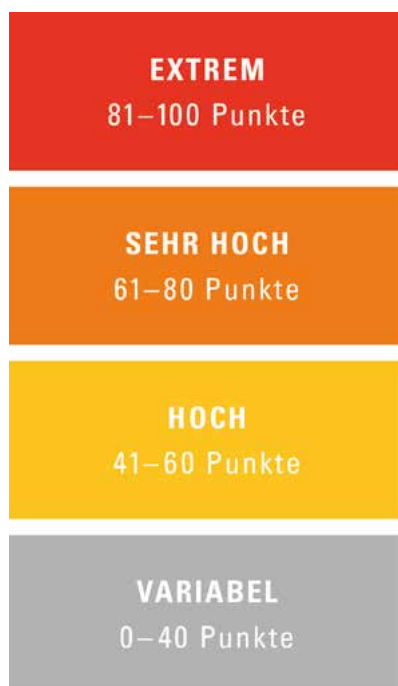 EXTREM
81–100 Punkte
SEHR HOCH
61–80 Punkte
HOCH
41–60 Punkte
VARIABEL
0–40 Punkte